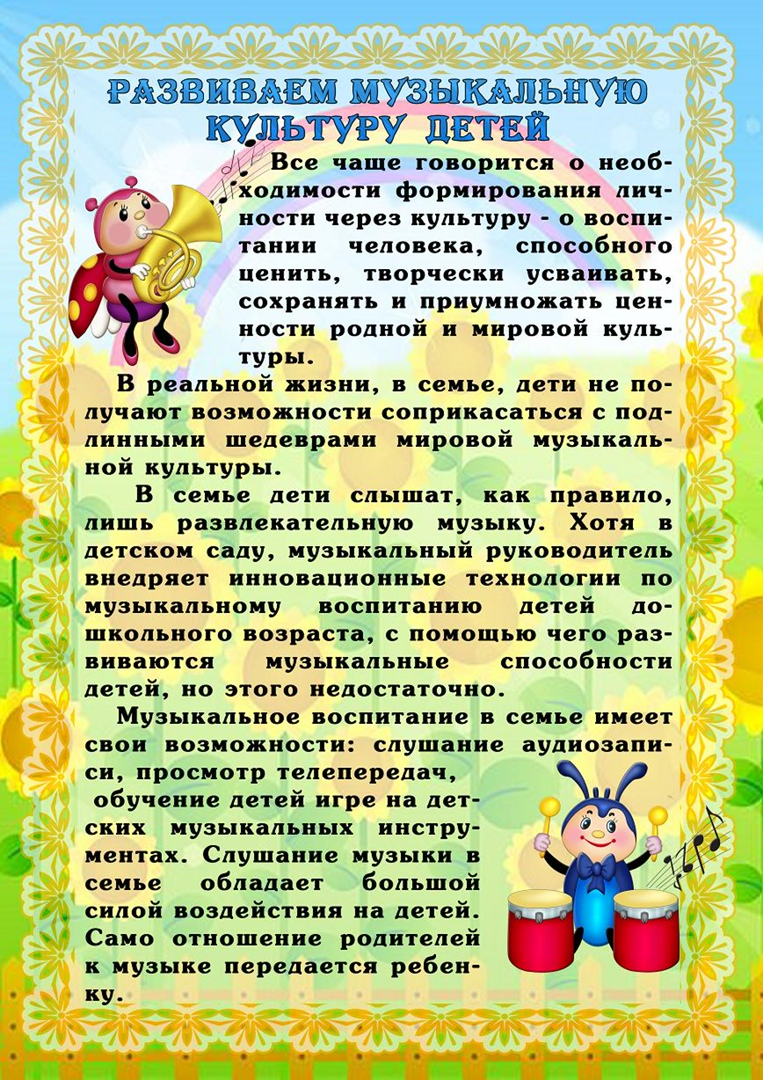 РАЗВИВАЕМ МУЗЫКАЛЬНУЮ
КУЛЬТУРУ ДЕТЕЙ
Все чаще говорится о необ-
ходимости формирования лич-
ности через культуру - о воспи-
тании человека, способного
ценить, творчески усваивать,
сохранять и приумножать цен-
ности родной и мировой куль-
туры.
В реальной жизни, в семье, дети не по-
лучают возможности соприкасаться с под-
линными шедеврами мировой музыкаль-
ной культуры.
В семье дети слышат, как правило,
лишь развлекательную музыку. Хотя в
детском саду, музыкальный руководитель
внедряет инновационные технологии по
музыкальному воспитанию детей до-
школьного возраста, с помощью чего раз-
виваются музыкальные способности
детей, но этого недостаточно.
Музыкальное воспитание в семье имеет
свои возможности: слушание аудиозапи-
си, просмотр телепередач,
обучение детей игре на дет-
ских музыкальных инстру-
ментах. Слушание музыки в
семье обладает большой
силой воздействия на детей.
Само отношение родителей
к музыке передается ребен-
ку.